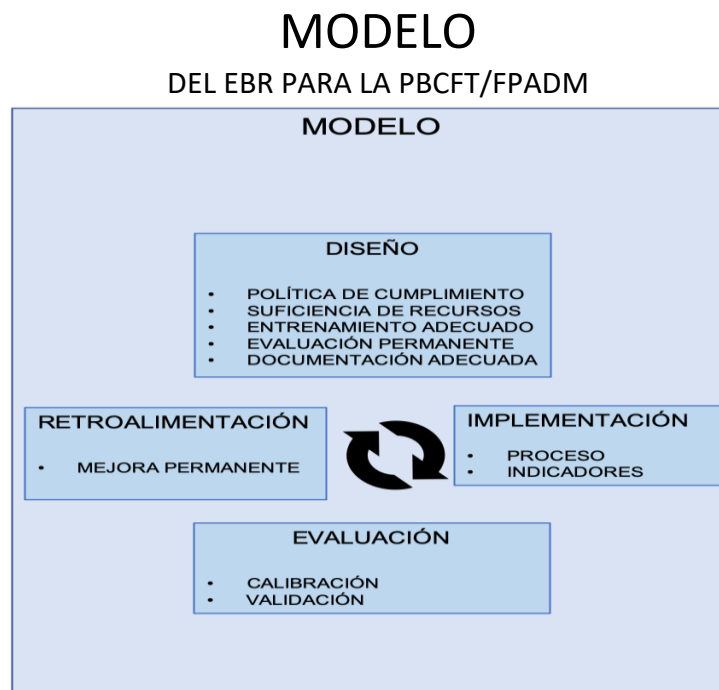 MODELO
DEL EBR PARA LA PBCFT/FPADM
MODELO
DISEÑO
• POLÍTICA DE CUMPLIMIENTO
• SUFICIENCIA DE RECURSOS
• ENTRENAMIENTO ADECUADO
• EVALUACIÓN PERMANENTE
• DOCUMENTACIÓN ADECUADA
RETROALIMENTACIÓN
• MEJORA PERMANENTE
IMPLEMENTACIÓN
• PROCESO
• INDICADORES
EVALUACIÓN
• CALIBRACIÓN
• VALIDACIÓN